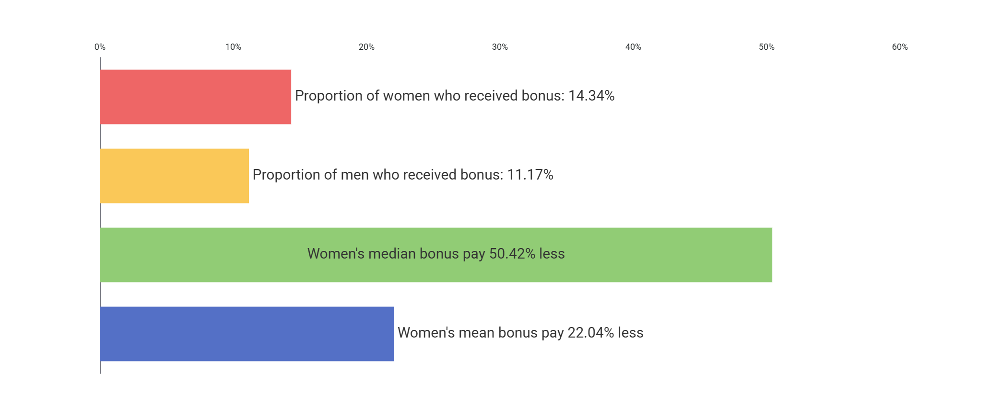 0% 10% 20% 30% 40% 50% 60%
Proportion of women who received bonus: 14.34%
Proportion of men who received bonus: 11.17%
Women's median bonus pay 50.42% less
Women's mean bonus pay 22.04% less